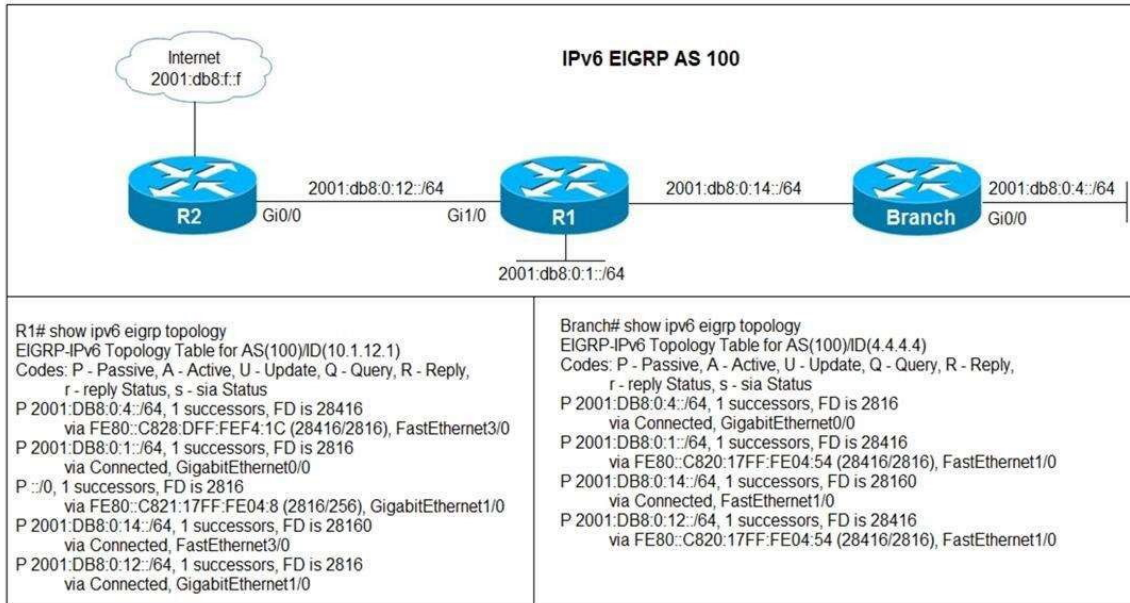 IPv6 EIGRP AS 100
Internet
2001:db8:f::f
2001:db8:0:12::/64
2001:db8:0:14::/64
2001:db8:0:4::/64
R2
Gi0/0
Gi1/0
R1
Branch
Gi0/0
2001:db8:0:1::/64
R1# show ipv6 eigrp topology
EIGRP-IPv6 Topology Table for AS(100)/ID(10.1.12.1)
Codes: P - Passive, A - Active, U - Update, Q - Query, R - Reply,
r - reply Status, s - sia Status
P 2001:DB8:0:4::/64, 1 successors, FD is 28416
via FE80::C828:DFF:FEF4:1C (28416/2816), FastEthernet3/0
P 2001:DB8:0:1::/64, 1 successors, FD is 2816
via Connected, GigabitEthernet0/0
P ::/0, 1 successors, FD is 2816
via FE80::C821:17FF:FE04:8 (2816/256), GigabitEthernet1/0
P 2001:DB8:0:14::/64, 1 successors, FD is 28160
via Connected, FastEthernet3/0
P 2001:DB8:0:12::/64, 1 successors, FD is 2816
via Connected, GigabitEthernet1/0
Branch# show ipv6 eigrp topology
EIGRP-IPv6 Topology Table for AS(100)/ID(4.4.4.4)
Codes: P - Passive, A - Active, U - Update, Q - Query, R - Reply,
r - reply Status, s - sia Status
P 2001:DB8:0:4::/64, 1 successors, FD is 2816
via Connected, GigabitEthernet0/0
P 2001:DB8:0:1::/64, 1 successors, FD is 28416
via FE80::C820:17FF:FE04:54 (28416/2816), FastEthernet1/0
P 2001:DB8:0:14::/64, 1 successors, FD is 28160
via Connected, FastEthernet1/0
P 2001:DB8:0:12::/64, 1 successors, FD is 28416
via FE80::C820:17FF:FE04:54 (28416/2816), FastEthernet1/0